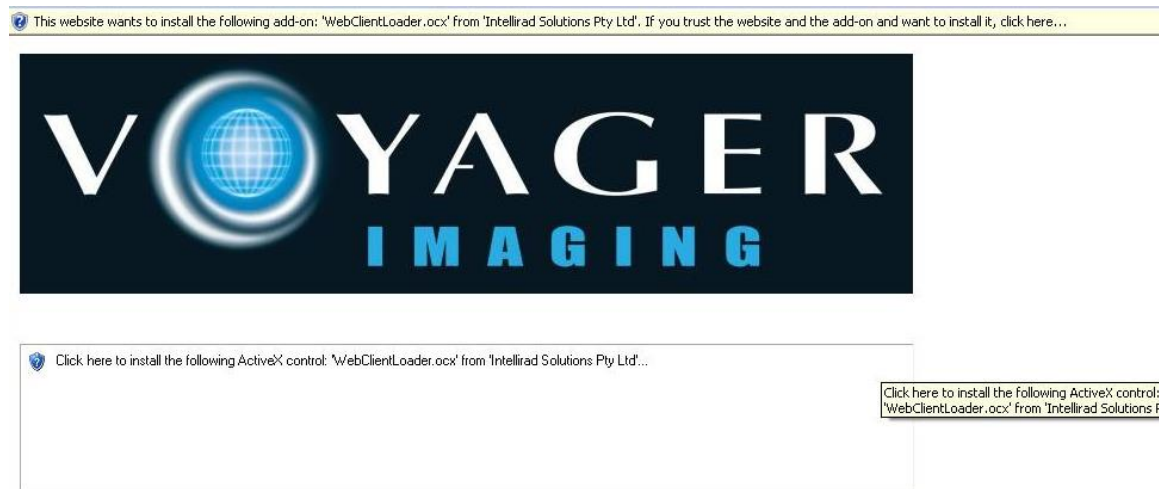 This website wants to install the following add-on: 'WebClientLoader.ocx' from 'Intellirad Solutions Pty Ltd'. If you trust the website and the add-on and want to install it, click here...
VOYAGER
IMAGING
Click here to install the following ActiveX control: 'WebClientLoader.ocx' from 'Intellirad Solutions Pty Ltd'...
Click here to install the following ActiveX control:
'WebClientLoader.ocx' from 'Intellirad Solutions